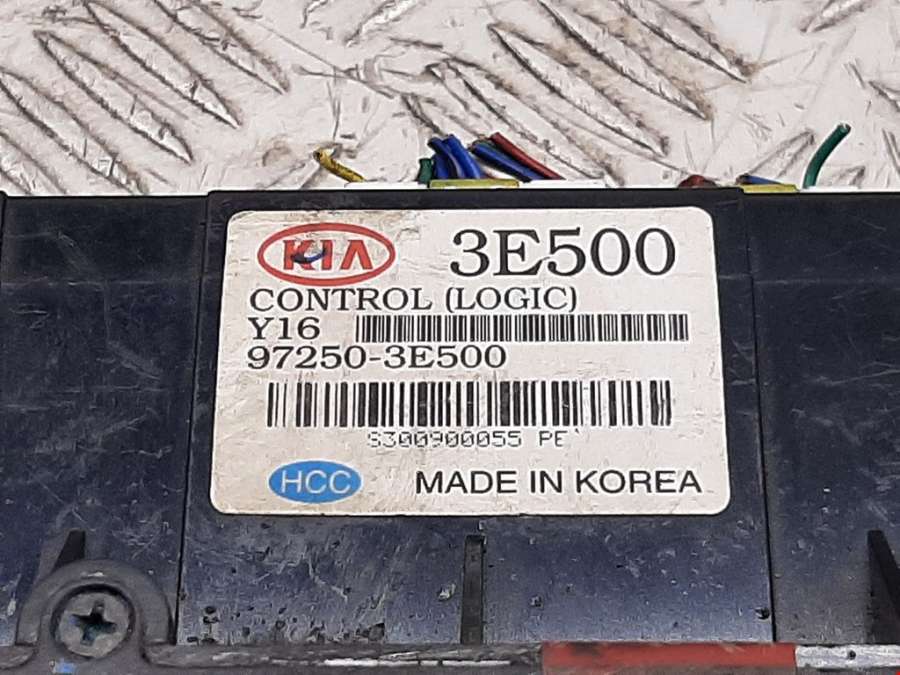 KIA 3E500
CONTROL (LOGIC)
Y16
97250-3E500
S300900055 PE
HCC MADE IN KOREA